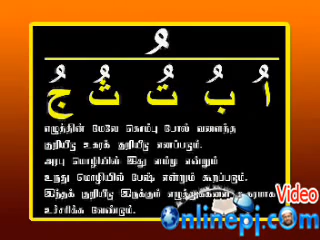 ُ
اُ بُ تُ ثُ جُ
எழுத்தின் மேலே கொம்பு போல் வளைந்த
குறியீடு உகரக் குறியீடு எனப்படும்.
அரபு மொழியில் இது லம்மு என்றும்
உருது மொழியில் பேஷ் என்றும் கூறப்படும்.
இந்தக் குறியீடு இருக்கும் எழுத்துக்களை உகரமாக
உச்சரிக்க வேண்டும்.
Video
Onlinepj.com